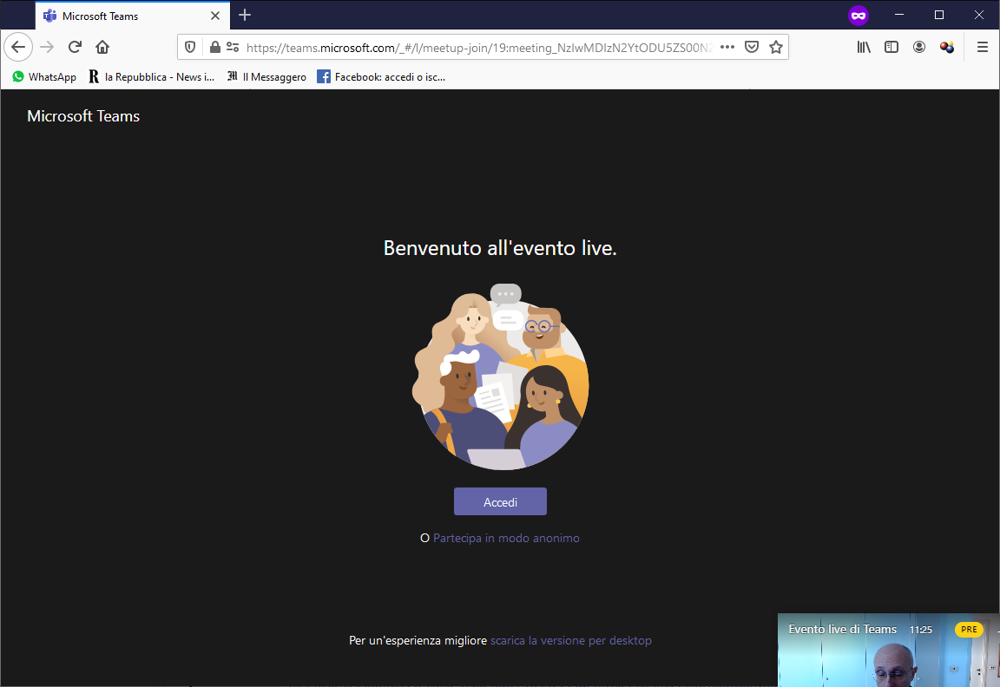 Microsoft Teams
https://teams.microsoft.com/_#/l/meetup-join/19:meeting_NzIwMDIzN2YtODU5ZS00N
WhatsApp
la Repubblica - News i...
Il Messaggero
Facebook: accedi o isc...
Microsoft Teams
Benvenuto all'evento live.
Accedi
O Partecipa in modo anonimo
Per un'esperienza migliore scarica la versione per desktop
Evento live di Teams 11:25 PRE